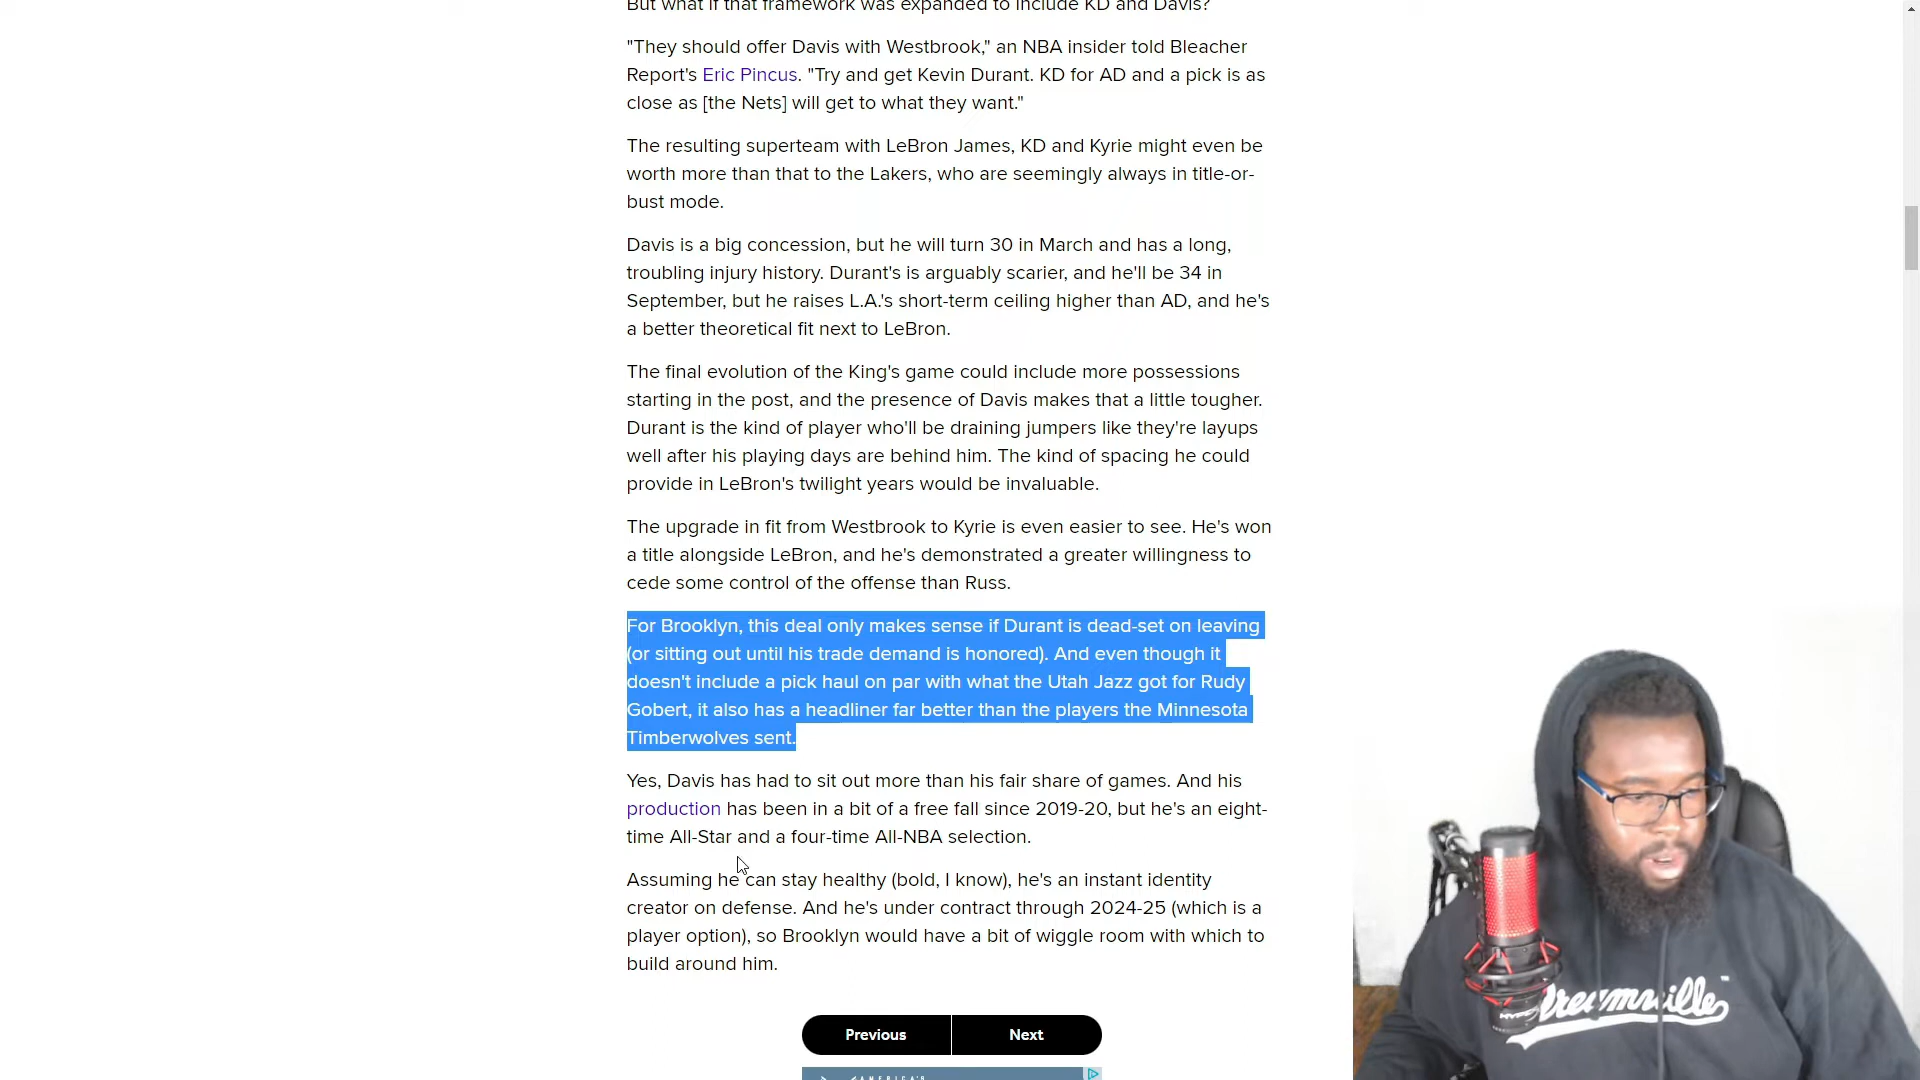 But what if that framework was expanded to include KD and Davis?
"They should offer Davis with Westbrook," an NBA insider told Bleacher
Report's Eric Pincus. "Try and get Kevin Durant. KD for AD and a pick is as
close as [the Nets] will get to what they want."
The resulting superteam with LeBron James, KD and Kyrie might even be
worth more than that to the Lakers, who are seemingly always in title-or-
bust mode.
Davis is a big concession, but he will turn 30 in March and has a long,
troubling injury history. Durant's is arguably scarier, and he'll be 34 in
September, but he raises L.A.'s short-term ceiling higher than AD, and he's
a better theoretical fit next to LeBron.
The final evolution of the King's game could include more possessions
starting in the post, and the presence of Davis makes that a little tougher.
Durant is the kind of player who'll be draining jumpers like they're layups
well after his playing days are behind him. The kind of spacing he could
provide in LeBron's twilight years would be invaluable.
The upgrade in fit from Westbrook to Kyrie is even easier to see. He's won
a title alongside LeBron, and he's demonstrated a greater willingness to
cede some control of the offense than Russ.
For Brooklyn, this deal only makes sense if Durant is dead-set on leaving
(or sitting out until his trade demand is honored). And even though it
doesn't include a pick haul on par with what the Utah Jazz got for Rudy
Gobert, it also has a headliner far better than the players the Minnesota
Timberwolves sent.
Yes, Davis has had to sit out more than his fair share of games. And his
production has been in a bit of a free fall since 2019-20, but he's an eight-
time All-Star and a four-time All-NBA selection.
Assuming he can stay healthy (bold, I know), he's an instant identity
creator on defense. And he's under contract through 2024-25 (which is a
player option), so Brooklyn would have a bit of wiggle room with which to
build around him.
Previous Next
AMERICA'S
Dreamville